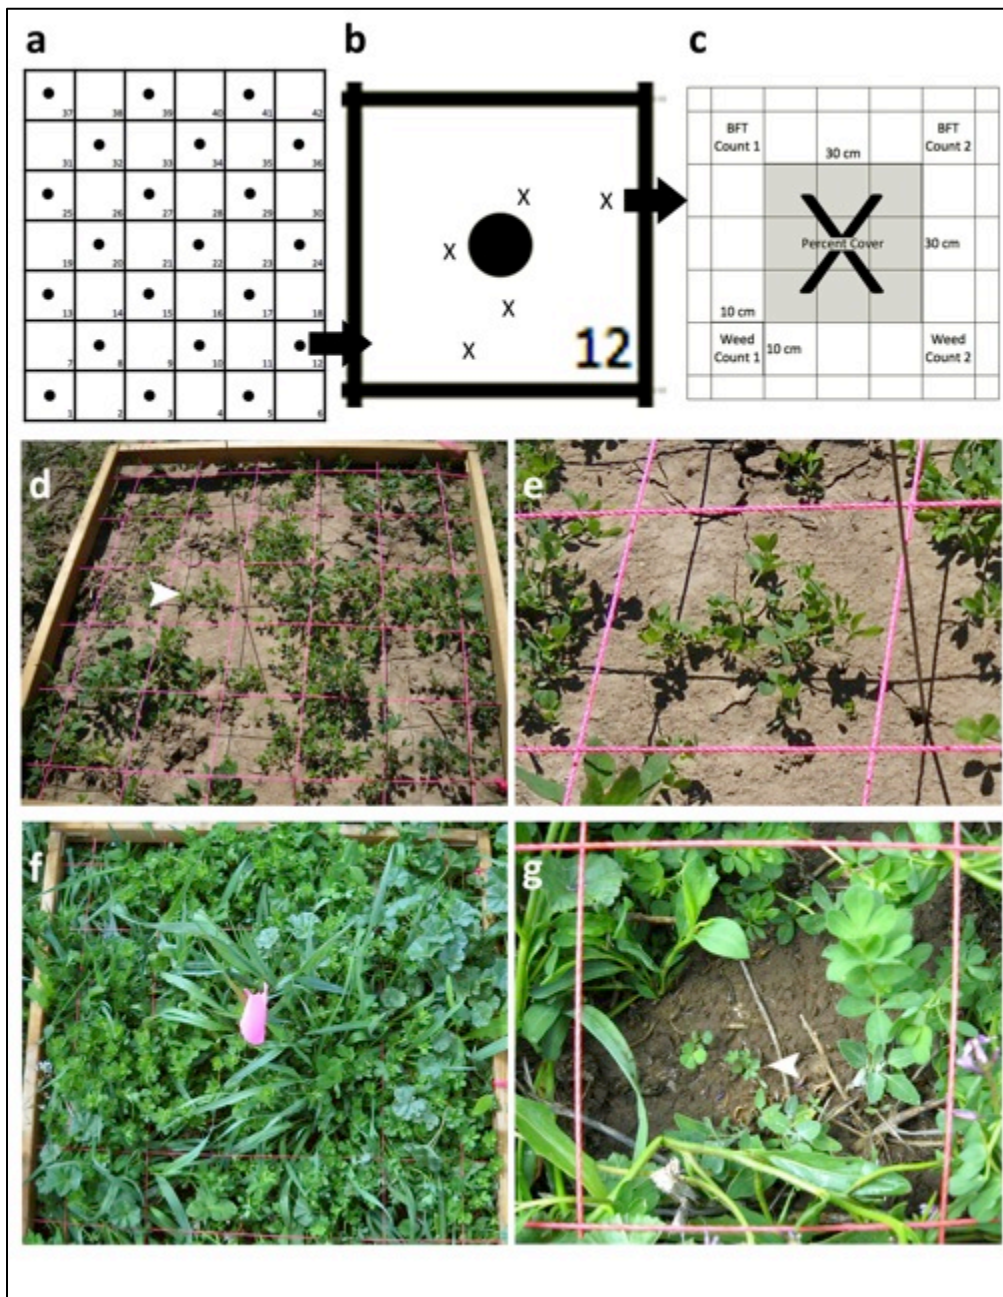 a
b
c
37 38 39 40 41 42
31 32 33 34 35 36
25 26 27 28 29 30
19 20 21 22 23 24
13 14 15 16 17 18
7 8 9 10 11 12
1 2 3 4 5 6
X
X
X
X
X
12
BFT
Count 1
BFT
Count 2
30 cm
X
Percent Cover
30 cm
10 cm
Weed
Count 1
10 cm
Weed
Count 2
d
e
f
g